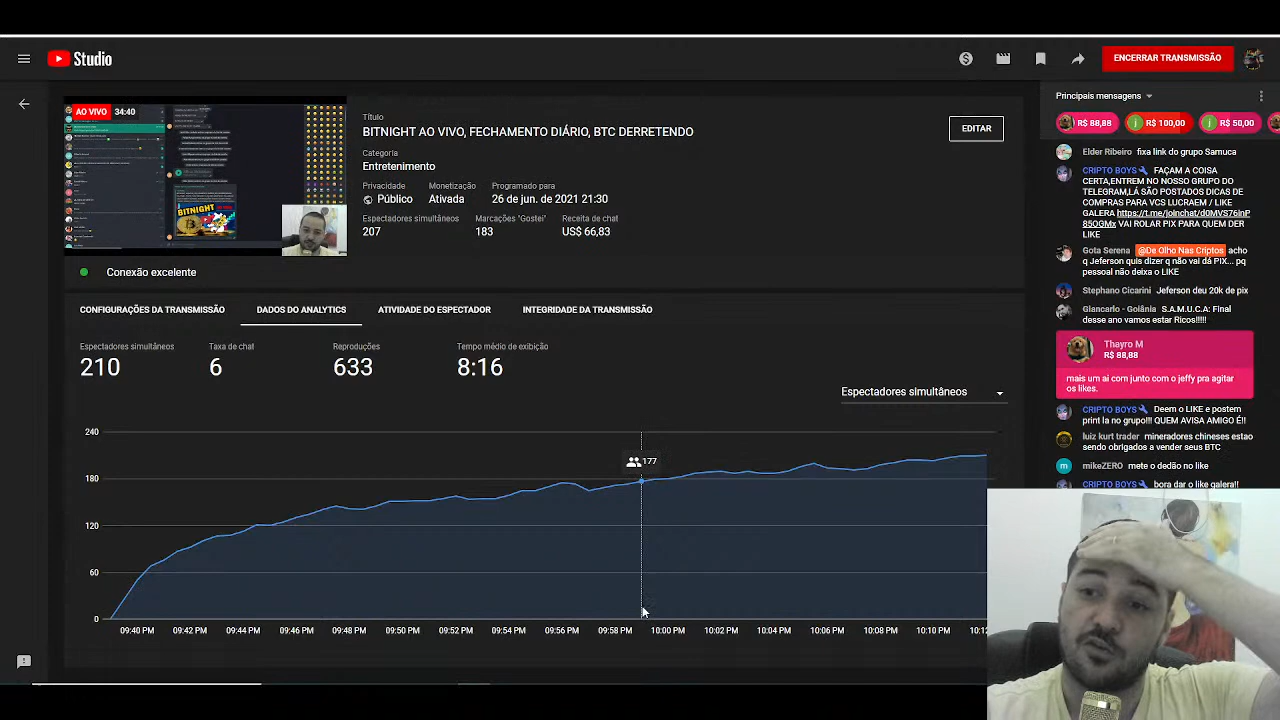 Studio
ENCERRAR TRANSMISSÃO
AO VIVO 34:40
BITNIGHT
Título
BITNIGHT AO VIVO, FECHAMENTO DIÁRIO, BTC DERRETENDO
EDITAR
Categoria
Entretenimento
Privacidade Monetização Programado para
Público Ativada 26 de jun. de 2021 21:30
Espectadores simultâneos Marcações "Gostei" Receita de chat
207 183 US$ 66,83
Conexão excelente
CONFIGURAÇÕES DA TRANSMISSÃO DADOS DO ANALYTICS ATIVIDADE DO ESPECTADOR INTEGRIDADE DA TRANSMISSÃO
Espectadores simultâneos Taxa de chat Reproduções Tempo médio de exibição
210 6 633 8:16
Espectadores simultâneos
240
180
120
60
0
177
09:40 PM 09:42 PM 09:44 PM 09:46 PM 09:48 PM 09:50 PM 09:52 PM 09:54 PM 09:56 PM 09:58 PM 10:00 PM 10:02 PM 10:04 PM 10:06 PM 10:08 PM 10:10 PM 10:12
Principais mensagens
R$ 88,88 R$ 100,00 R$ 50,00
Elder Ribeiro fixa link do grupo Samuca
CRIPTO BOYS FAÇAM A COISA
CERTA,ENTREM NO NOSSO GRUPO DO
TELEGRAM,LÁ SÃO POSTADOS DICAS DE
COMPRAS PARA VCS LUCRAEM / LIKE
GALERA https://t.me/joinchat/d0MVS76inP
85OGMx VAI ROLAR PIX PARA QUEM DER
LIKE
Gota Serena @De Olho Nas Criptos acho
q Jeferson quis dizer q não vai dá PIX... pq
pessoal não deixa o LIKE
Stephano Cicarini Jeferson deu 20k de pix
Giancarlo - Goiânia S.A.M.U.C.A: Final
desse ano vamos estar Ricos!!!!!
Thayro M
R$ 88,88
mais um ai com junto com o jeffy pra agitar
os likes.
CRIPTO BOYS Deem o LIKE e postem
print la no grupo!!! QUEM AVISA AMIGO É!!
luiz kurt trader mineradores chineses estao
sendo obrigados a vender seus BTC
mikeZERO mete o dedão no like
CRIPTO BOYS bora dar o like galera!!